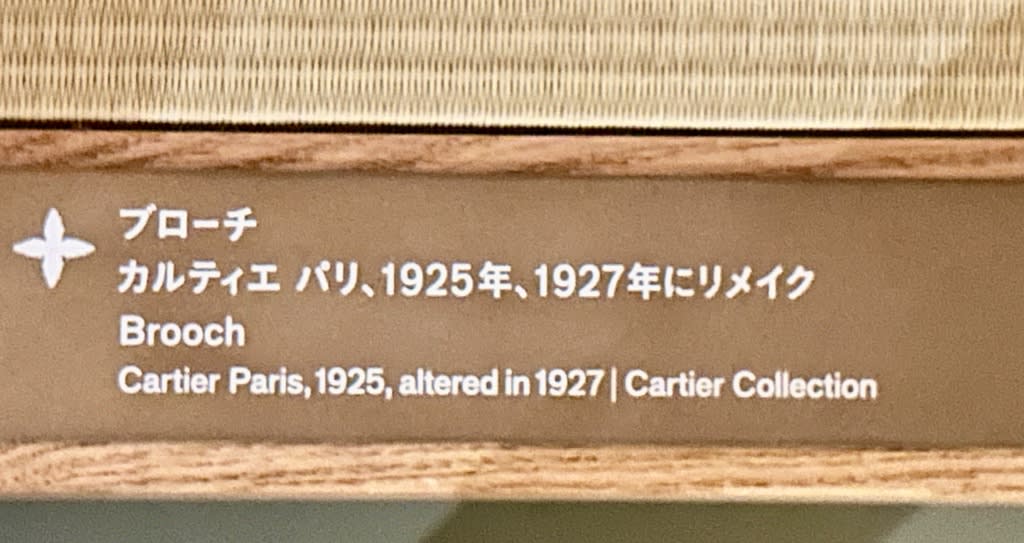 ブローチ
カルティエ パリ、1925年、1927年にリメイク
Brooch
Cartier Paris, 1925, altered in 1927 | Cartier Collection